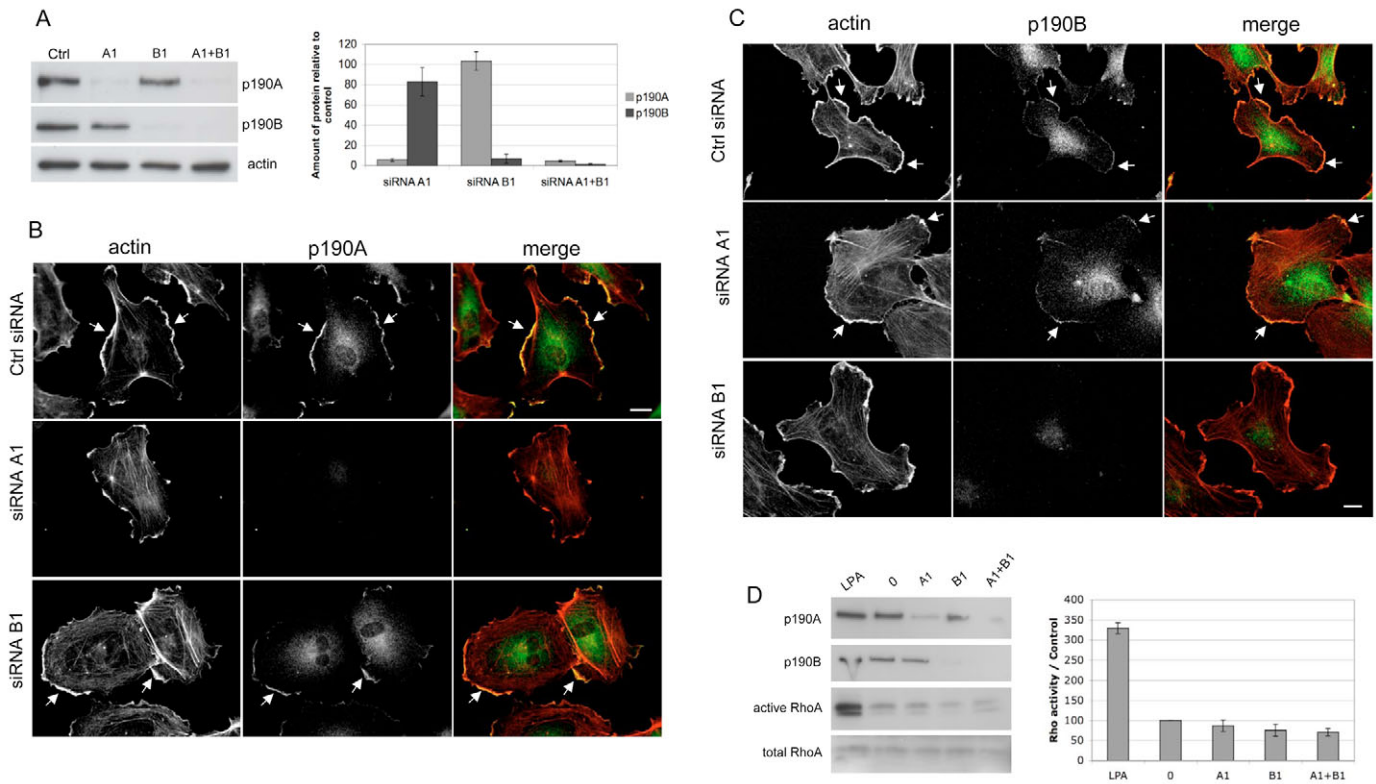 A
Ctrl A1 B1 A1+B1
p190A
p190B
actin
Amount of protein relative to control
120
100
80
60
40
20
0
siRNA A1 siRNA B1 siRNA A1+B1
p190A
p190B
B
actin p190A merge
Ctrl siRNA
siRNA A1
siRNA B1
C
actin p190B merge
Ctrl siRNA
siRNA A1
siRNA B1
D
LPA 0 A1 B1 A1+B1
p190A
p190B
active RhoA
total RhoA
Rho activity / Control
400
350
300
250
200
150
100
50
0
LPA 0 A1 B1 A1+B1